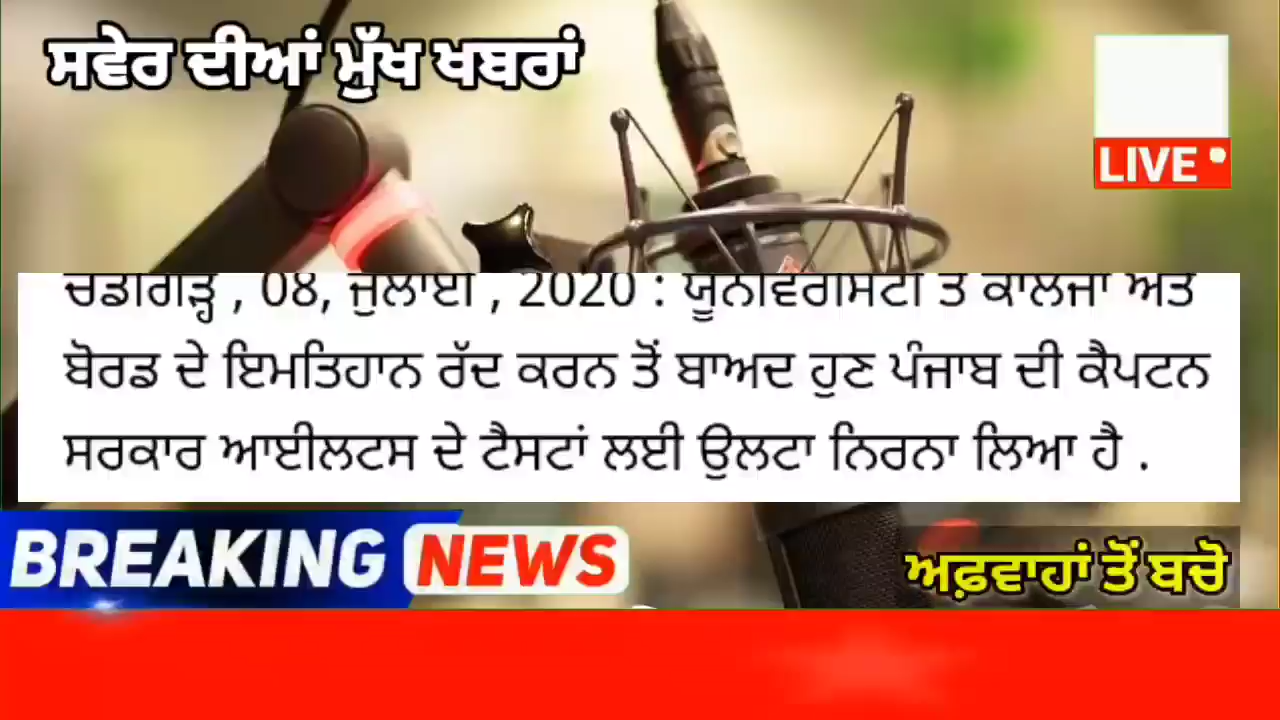 ਸਵੇਰ ਦੀਆਂ ਮੁੱਖ ਖਬਰਾਂ
LIVE
ਚੰਡੀਗੜ੍ਹ , 08, ਜੁਲਾਈ , 2020 : ਯੂਨੀਵਰਸਿਟੀ ਤੇ ਕਾਲਜਾਂ ਅਤੇ
ਬੋਰਡ ਦੇ ਇਮਤਿਹਾਨ ਰੱਦ ਕਰਨ ਤੋਂ ਬਾਅਦ ਹੁਣ ਪੰਜਾਬ ਦੀ ਕੈਪਟਨ
ਸਰਕਾਰ ਆਈਲਟਸ ਦੇ ਟੈਸਟਾਂ ਲਈ ਉਲਟਾ ਨਿਰਨਾ ਲਿਆ ਹੈ .
BREAKING NEWS
ਅਫ਼ਵਾਹਾਂ ਤੋਂ ਬਚੋ